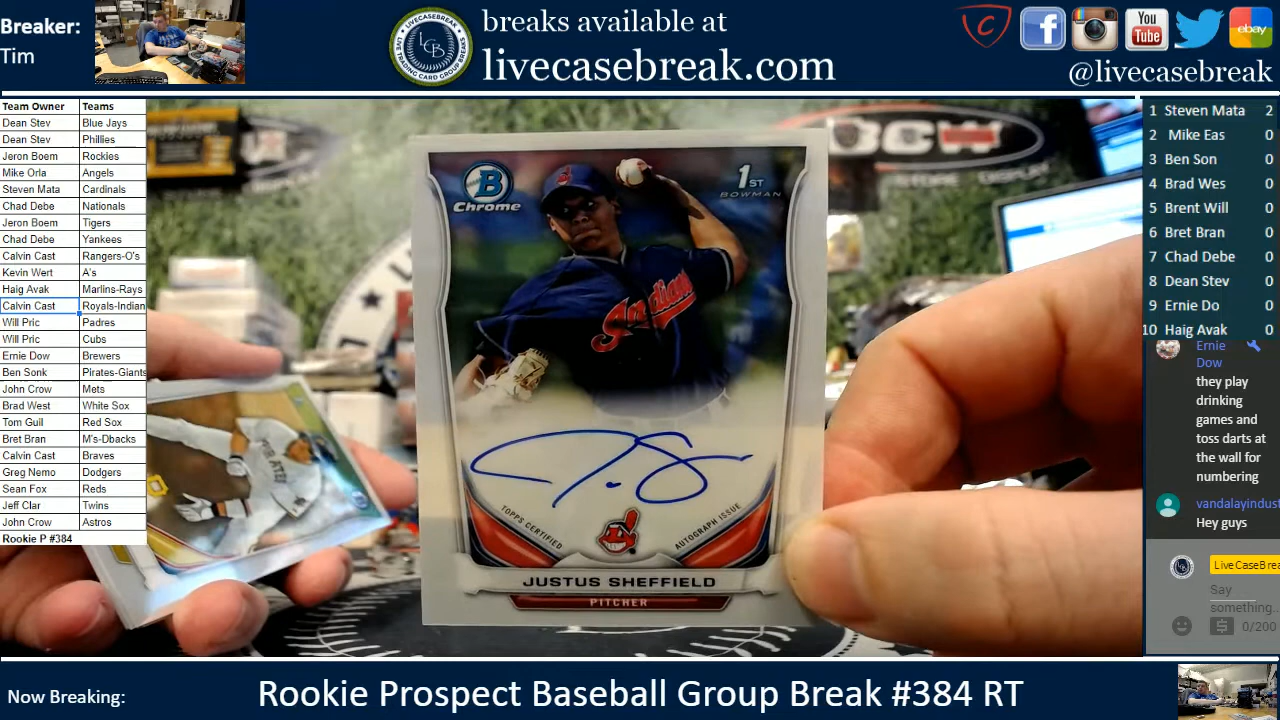 Breaker:
Tim
breaks available at
livecasebreak.com
You
Tube
ebay
@livecasebreak
Team Owner Teams
Dean Stev Blue Jays
Dean Stev Phillies
Jeron Boem Rockies
Mike Orla Angels
Steven Mata Cardinals
Chad Debe Nationals
Jeron Boem Tigers
Chad Debe Yankees
Calvin Cast Rangers-O's
Kevin Wert A's
Haig Avak Marlins-Rays
Calvin Cast Royals-Indian
Will Pric Padres
Will Pric Cubs
Ernie Dow Brewers
Ben Sonk Pirates-Giants
John Crow Mets
Brad West White Sox
Tom Guil Red Sox
Bret Bran M's-Dbacks
Calvin Cast Braves
Greg Nemo Dodgers
Sean Fox Reds
Jeff Clar Twins
John Crow Astros
Rookie P #384
B
Chrome
1ST
BOWMAN
Indians
TOPPS CERTIFIED
AUTOGRAPH ISSUE
JUSTUS SHEFFIELD
PITCHER
1 Steven Mata 2
2 Mike Eas 0
3 Ben Son 0
4 Brad Wes 0
5 Brent Will 0
6 Bret Bran 0
7 Chad Debe 0
8 Dean Stev 0
9 Ernie Do 0
10 Haig Avak 0
Ernie
Dow
they play
drinking
games and
toss darts at
the wall for
numbering
vandalayindust
Hey guys
LiveCaseBrea
Say
something...
0/200
Now Breaking:
Rookie Prospect Baseball Group Break #384 RT